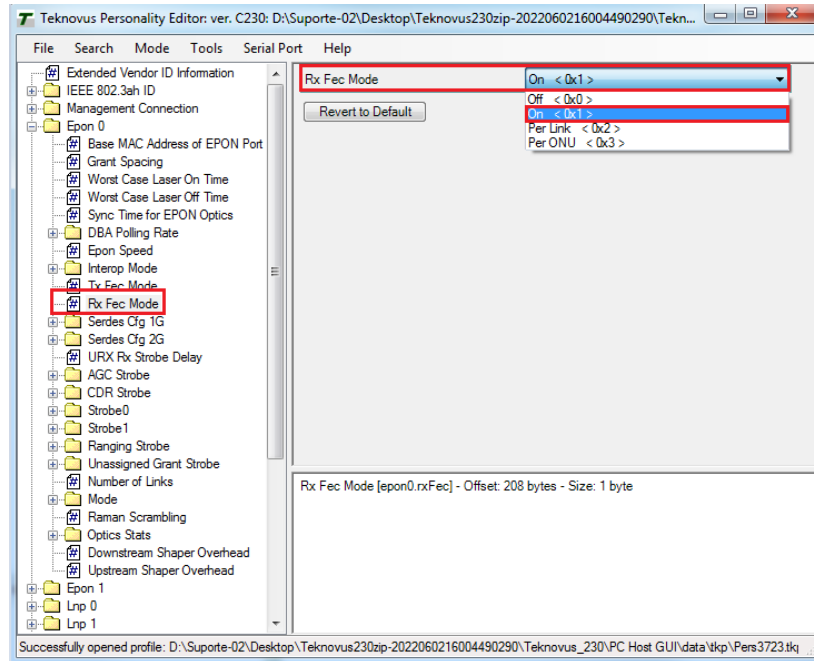 Teknovus Personality Editor: ver. C230: D:\Suporte-02\Desktop\Teknovus230zip-2022060216004490290\Tekn...
File Search Mode Tools Serial Port Help
Extended Vendor ID Information
IEEE 802.3ah ID
Management Connection
Epon 0
Base MAC Address of EPON Port
Grant Spacing
Worst Case Laser On Time
Worst Case Laser Off Time
Sync Time for EPON Optics
DBA Polling Rate
Epon Speed
Interop Mode
Tx Fec Mode
Rx Fec Mode
Serdes Cfg 1G
Serdes Cfg 2G
URX Rx Strobe Delay
AGC Strobe
CDR Strobe
Strobe0
Strobe1
Ranging Strobe
Unassigned Grant Strobe
Number of Links
Mode
Raman Scrambling
Optics Stats
Downstream Shaper Overhead
Upstream Shaper Overhead
Epon 1
Lnp 0
Lnp 1
Rx Fec Mode
On < 0x1 >
Off < 0x0 >
On < 0x1 >
Per Link < 0x2 >
Per ONU < 0x3 >
Revert to Default
Rx Fec Mode [epon0.rxFec] - Offset: 208 bytes - Size: 1 byte
Successfully opened profile: D:\Suporte-02\Desktop\Teknovus230zip-2022060216004490290\Teknovus_230\PC Host GUI\data\tkp\Pers3723.tkp